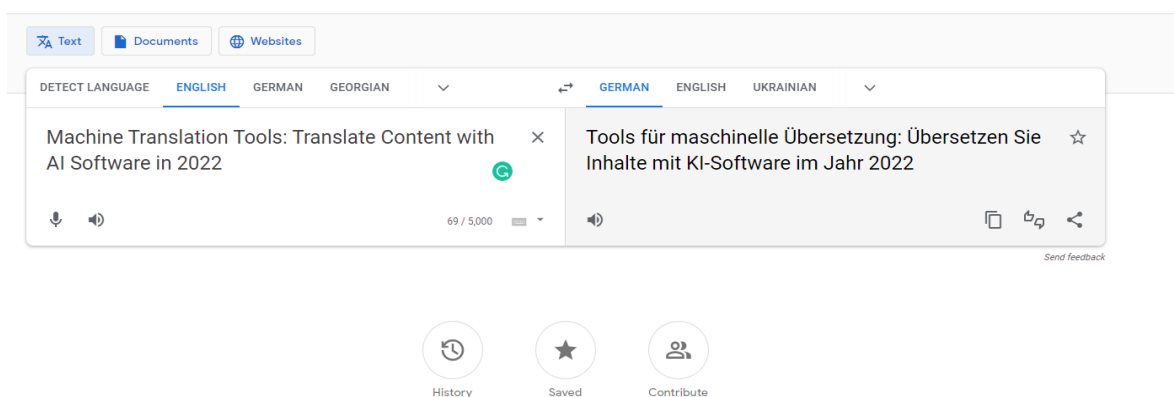 Text Documents Websites
DETECT LANGUAGE ENGLISH GERMAN GEORGIAN GERMAN ENGLISH UKRAINIAN
Machine Translation Tools: Translate Content with
AI Software in 2022
Tools für maschinelle Übersetzung: Übersetzen Sie
Inhalte mit KI-Software im Jahr 2022
69 / 5,000
Send feedback
History Saved Contribute